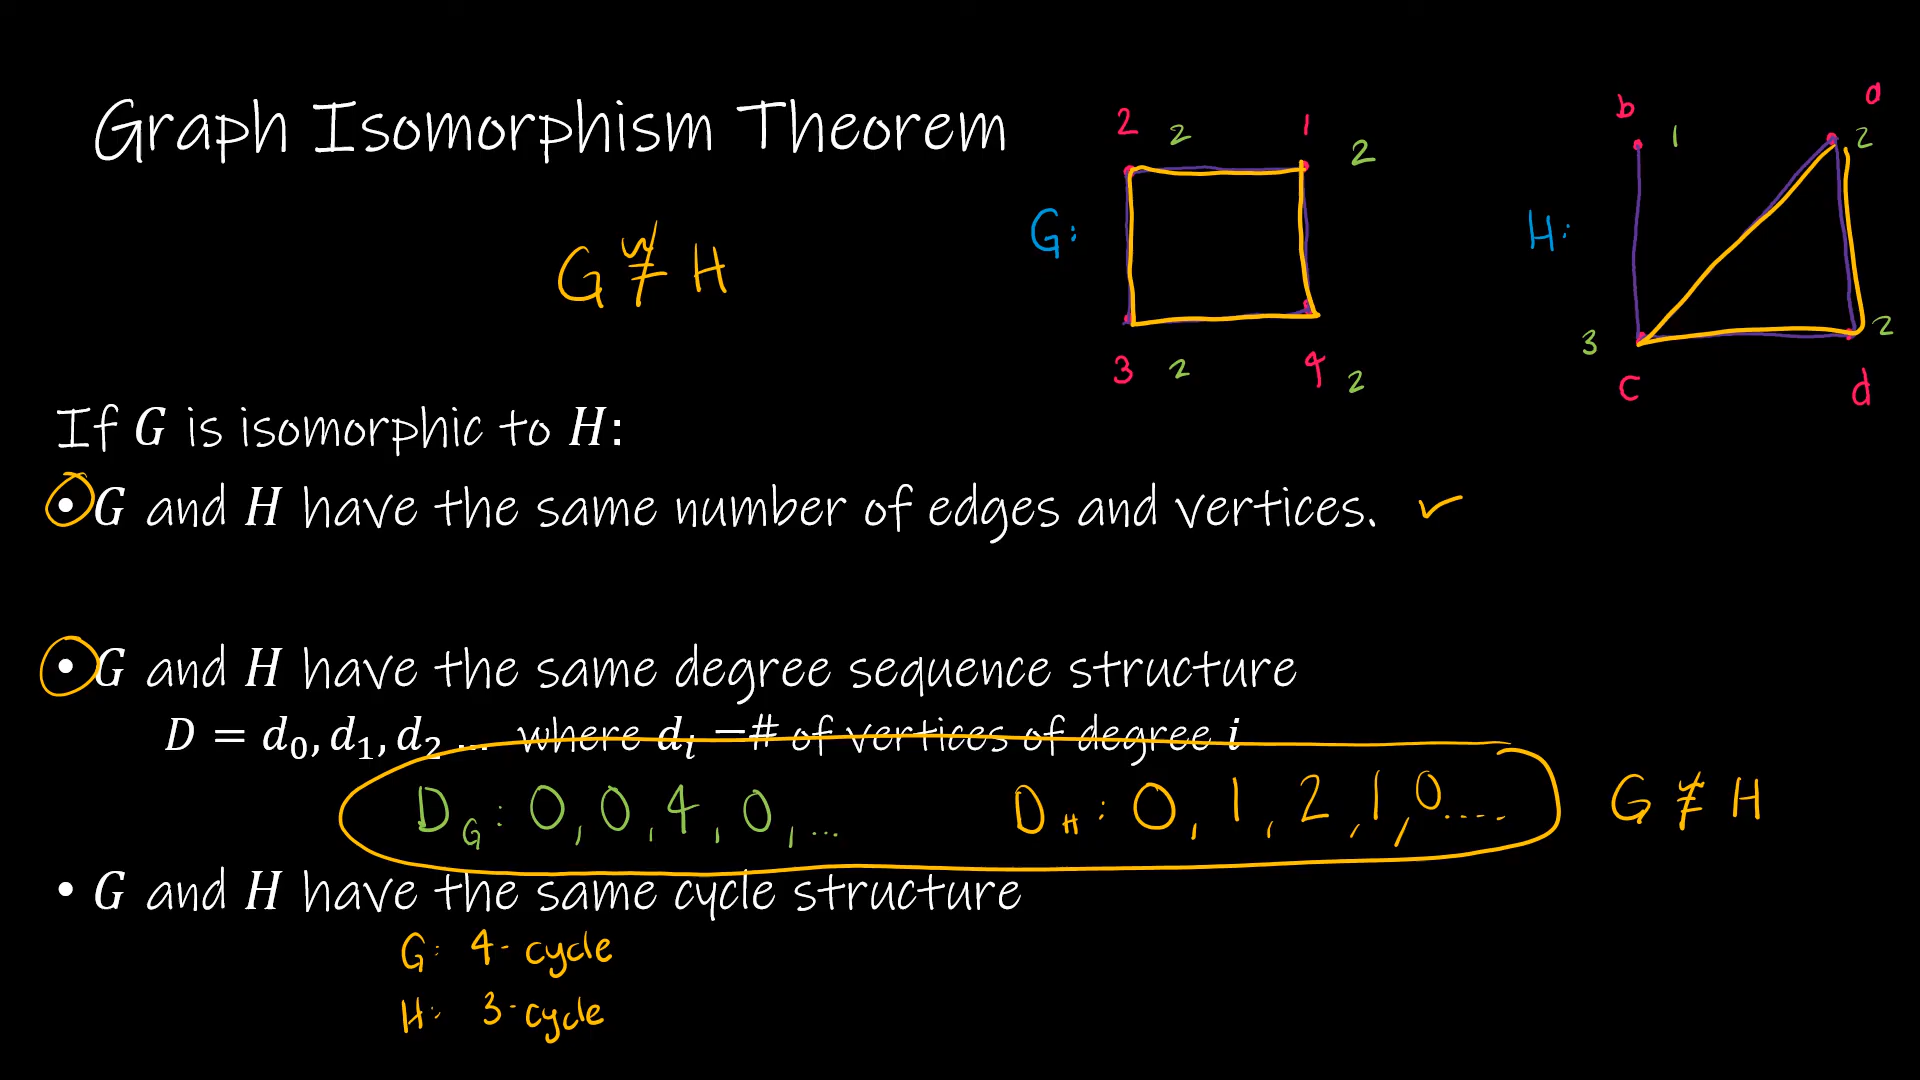 Graph Isomorphism Theorem
G ≇ H
G:
2 2 1 2
3 2 4 2
H:
b 1 a 2
3 c 2 d
If G is isomorphic to H:
• G and H have the same number of edges and vertices. ✓
• G and H have the same degree sequence structure
D = d₀, d₁, d₂ ... where dᵢ = # of vertices of degree i
D_G: 0, 0, 4, 0, ... D_H: 0, 1, 2, 1, 0.... G ≇ H
• G and H have the same cycle structure
G: 4-cycle
H: 3-cycle